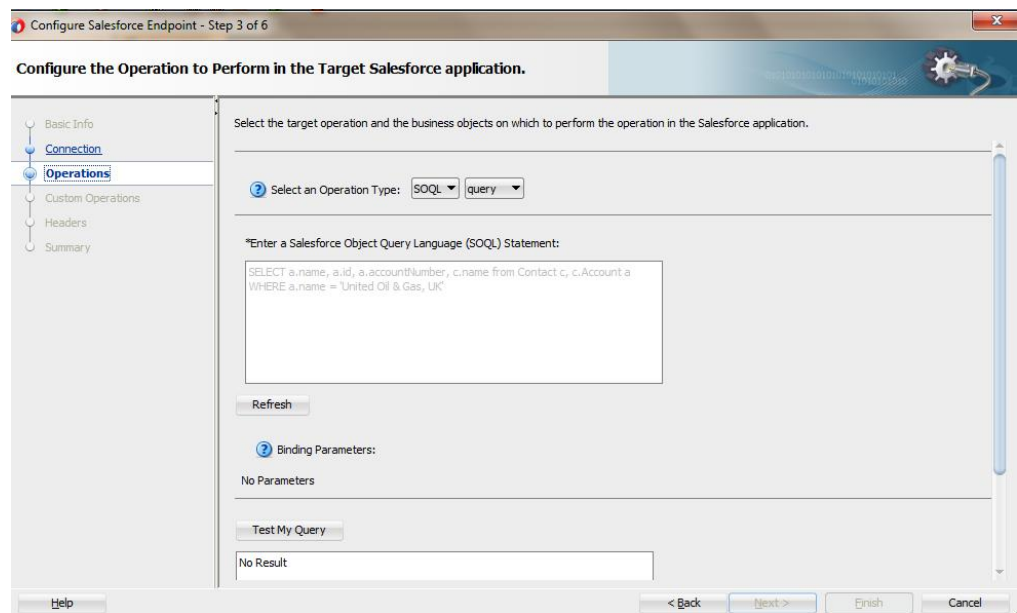 Configure Salesforce Endpoint - Step 3 of 6
Configure the Operation to Perform in the Target Salesforce application.
Basic Info
Connection
Operations
Custom Operations
Headers
Summary
Select the target operation and the business objects on which to perform the operation in the Salesforce application.
? Select an Operation Type: SOQL query
*Enter a Salesforce Object Query Language (SOQL) Statement:
SELECT a.name, a.id, a.accountNumber, c.name from Contact c, c.Account a
WHERE a.name = 'United Oil & Gas, UK'
Refresh
? Binding Parameters:
No Parameters
Test My Query
No Result
Help
< Back
Next >
Finish
Cancel